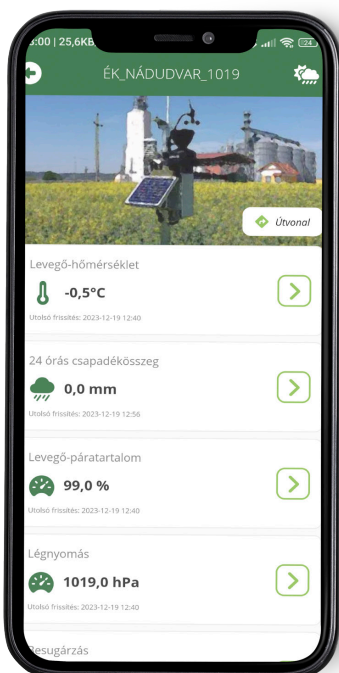 :00 | 25,6KB
24
ÉK_NÁDUDVAR_1019
Útvonal
Levegő-hőmérséklet
-0,5°C
Utolsó frissítés: 2023-12-19 12:40
24 órás csapadékösszeg
0,0 mm
Utolsó frissítés: 2023-12-19 12:56
Levegő-páratartalom
99,0 %
Utolsó frissítés: 2023-12-19 12:40
Légnyomás
1019,0 hPa
Utolsó frissítés: 2023-12-19 12:40
Besugárzás